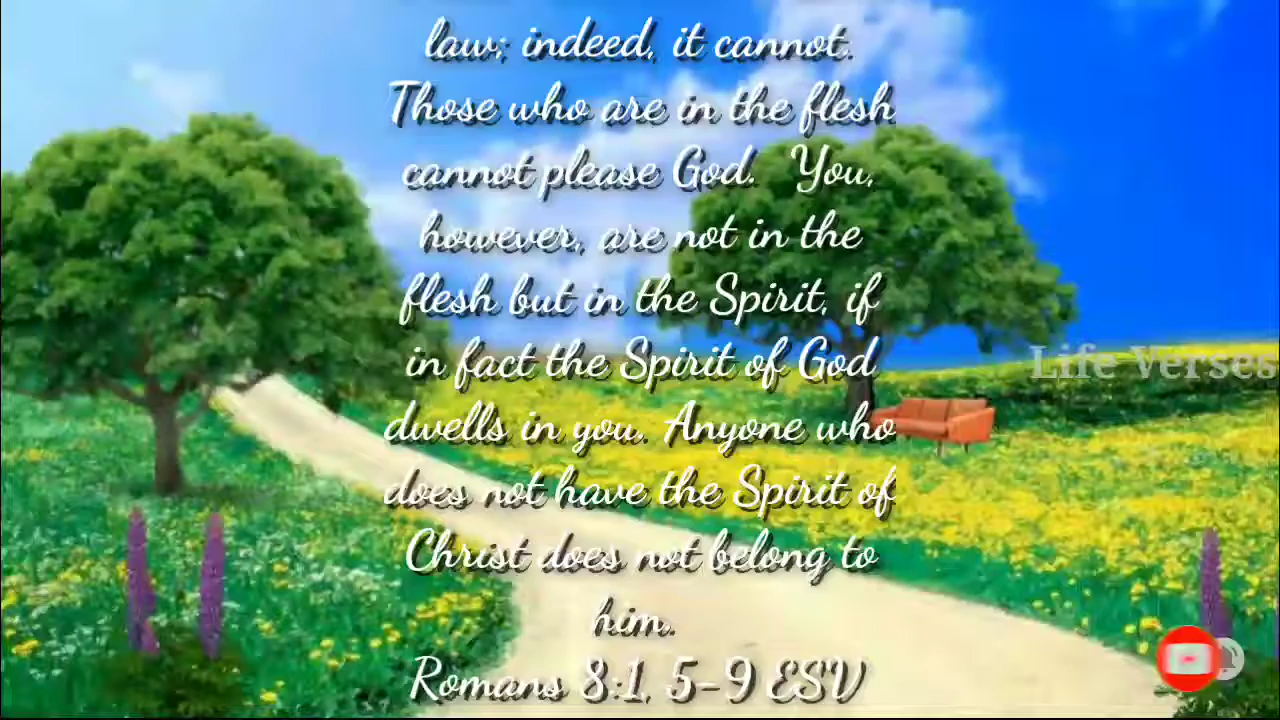 law; indeed, it cannot.
Those who are in the flesh
cannot please God. You,
however, are not in the
flesh but in the Spirit, if
in fact the Spirit of God
dwells in you. Anyone who
does not have the Spirit of
Christ does not belong to
him.
Romans 8:1, 5-9 ESV
Life Verses